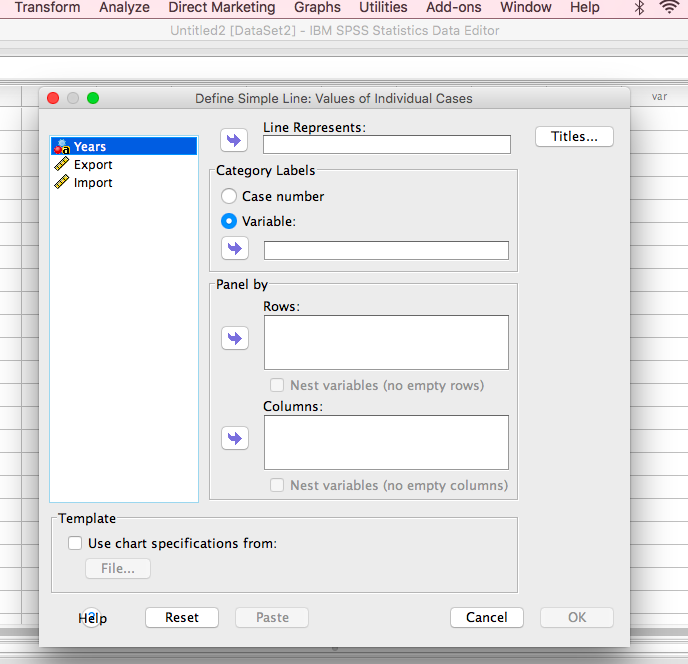 Transform Analyze Direct Marketing Graphs Utilities Add-ons Window Help
Untitled2 [DataSet2] - IBM SPSS Statistics Data Editor
var
Define Simple Line: Values of Individual Cases
Years
Export
Import
Line Represents:
Titles...
Category Labels
Case number
Variable:
Panel by
Rows:
Nest variables (no empty rows)
Columns:
Nest variables (no empty columns)
Template
Use chart specifications from:
File...
Help Reset Paste Cancel OK